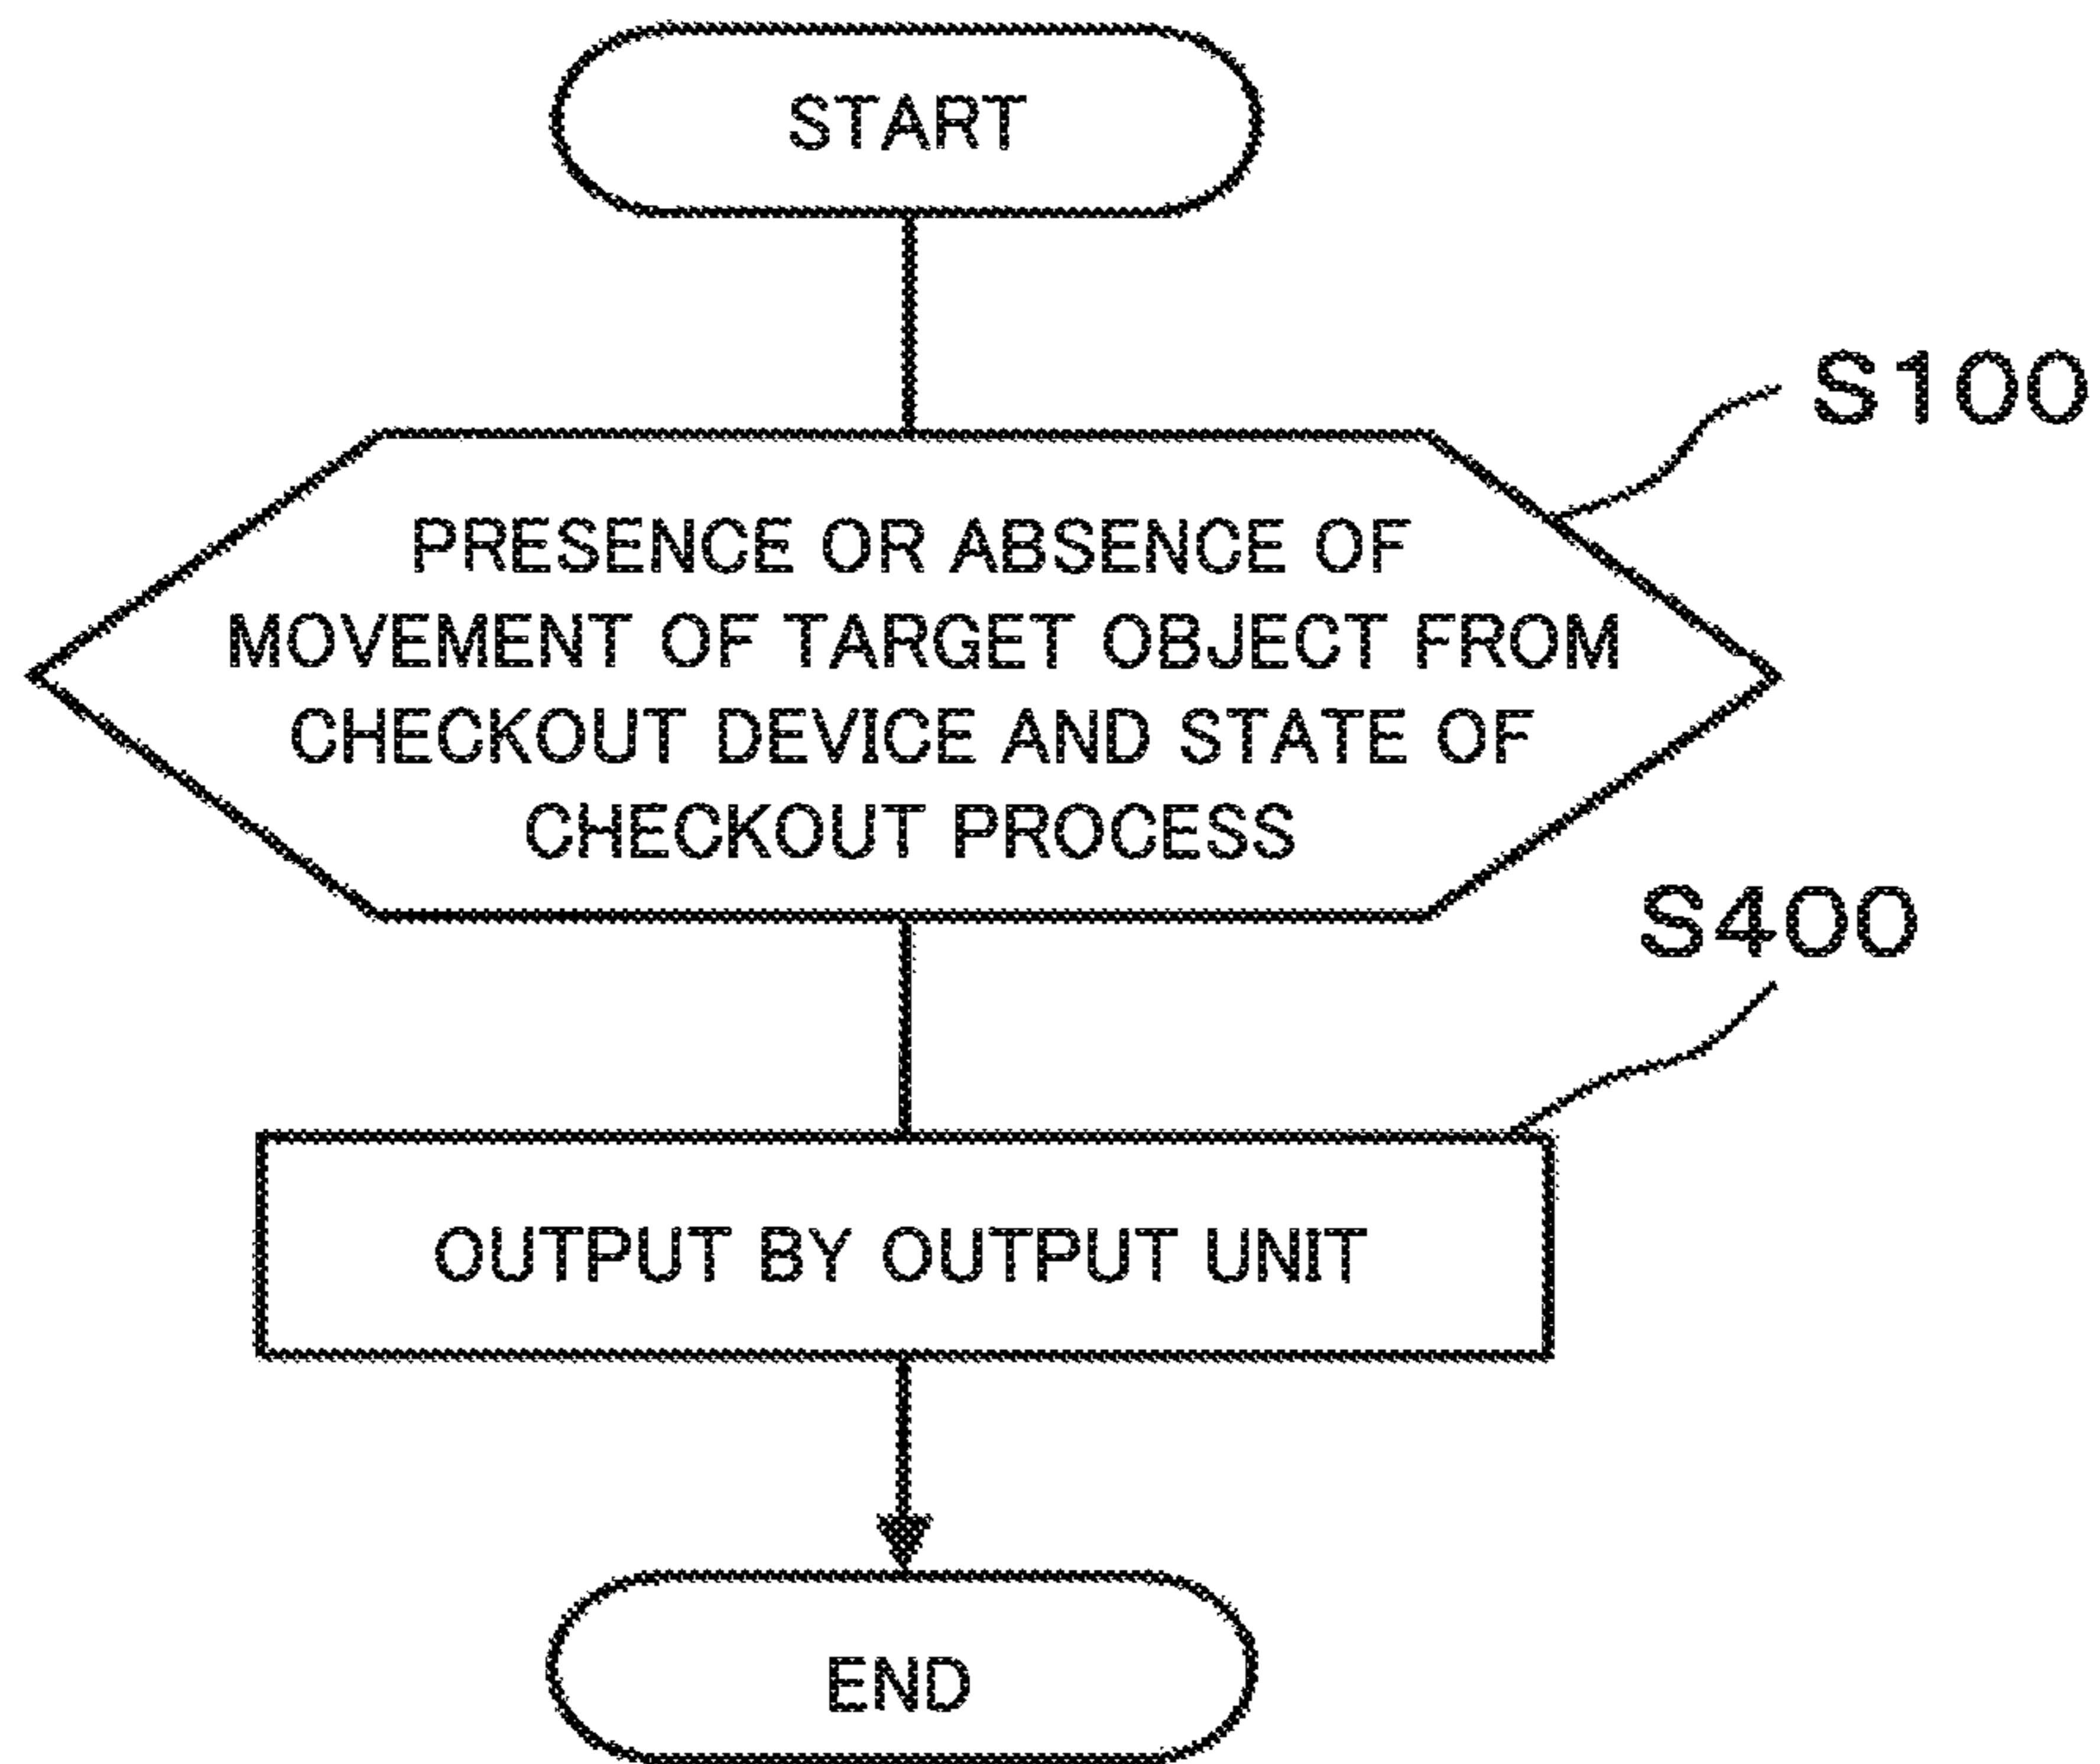 START
S100
PRESENCE OR ABSENCE OF
MOVEMENT OF TARGET OBJECT FROM
CHECKOUT DEVICE AND STATE OF
CHECKOUT PROCESS
S400
OUTPUT BY OUTPUT UNIT
END